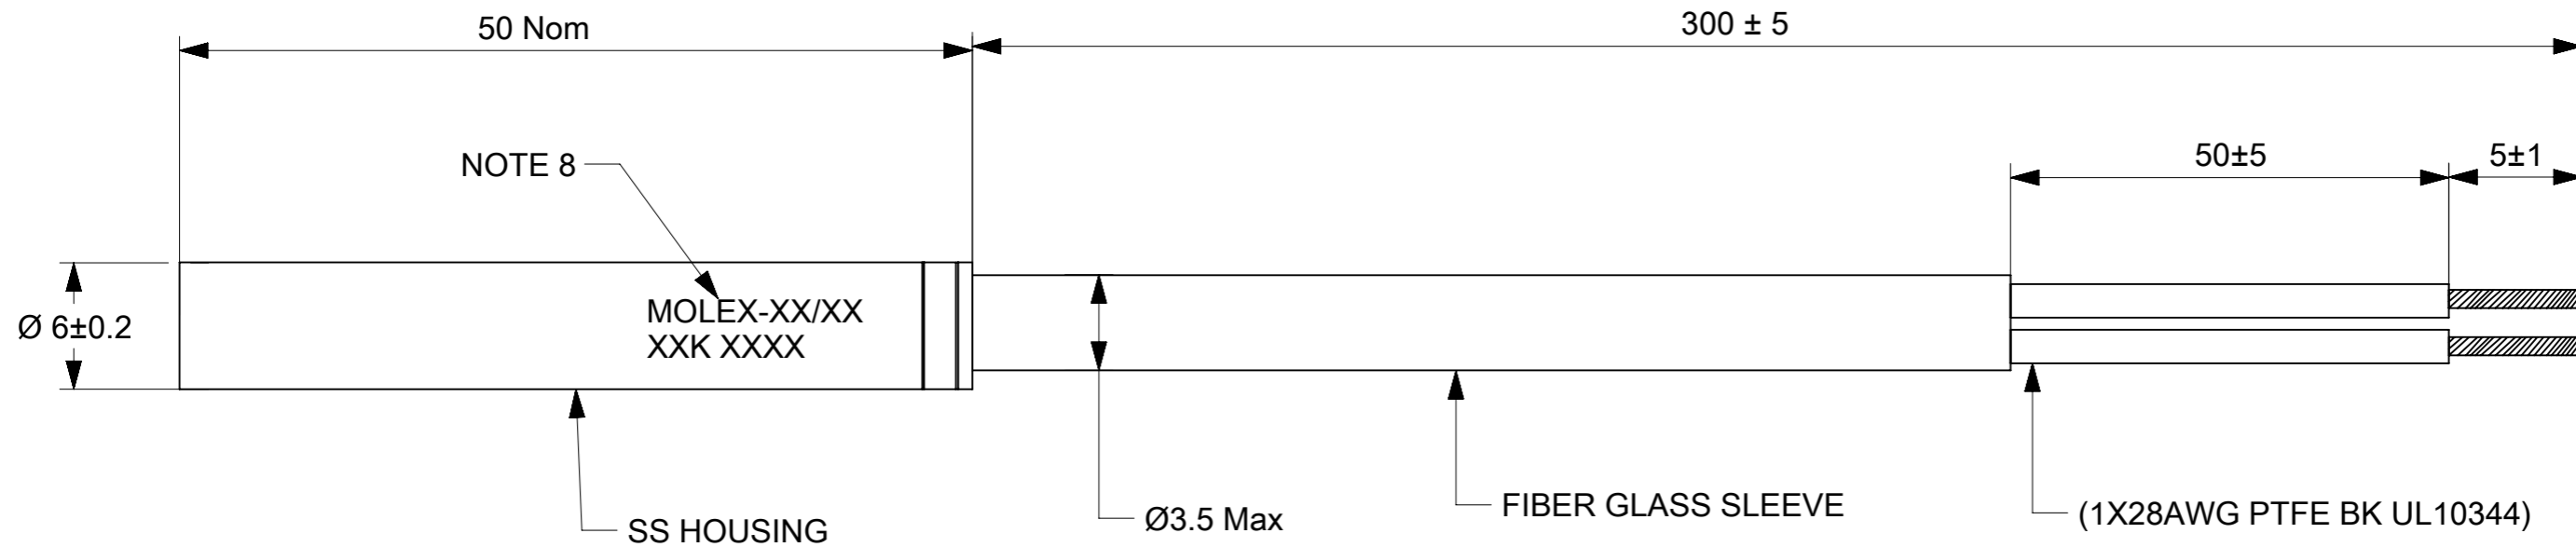 50 Nom
300 ± 5
NOTE 8
50±5
5±1
MOLEX-XX/XX
XXK XXXX
Ø 6±0.2
SS HOUSING
Ø3.5 Max
FIBER GLASS SLEEVE
(1X28AWG PTFE BK UL10344)